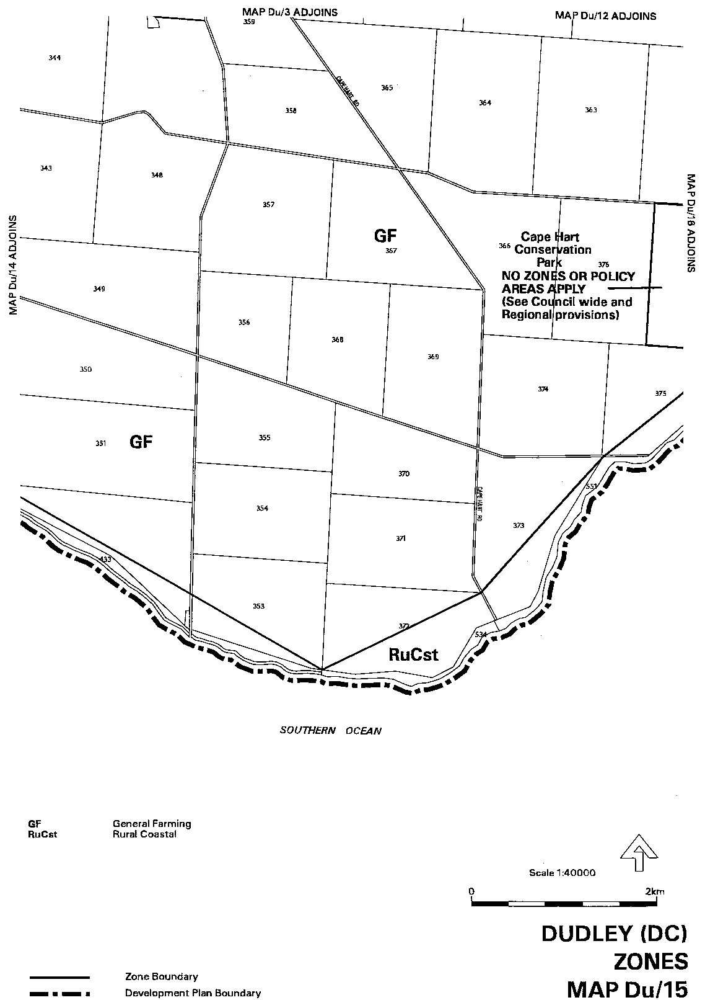 MAP Du/3 ADJOINS
MAP Du/12 ADJOINS
359
344
CAPE HART RD
365
364
363
358
343
348
MAP Du/16 ADJOINS
357
MAP Du/14 ADJOINS
GF
367
366
Cape Hart
Conservation
Park
376
NO ZONES OR POLICY
AREAS APPLY
(See Council wide and
Regional provisions)
349
356
368
369
350
374
375
351
GF
355
370
551
CAPE HART RD
354
373
371
433
353
372
534
RuCst
SOUTHERN OCEAN
GF General Farming
RuCst Rural Coastal
Scale 1:40000
0 2km
DUDLEY (DC)
ZONES
MAP Du/15
Zone Boundary
Development Plan Boundary